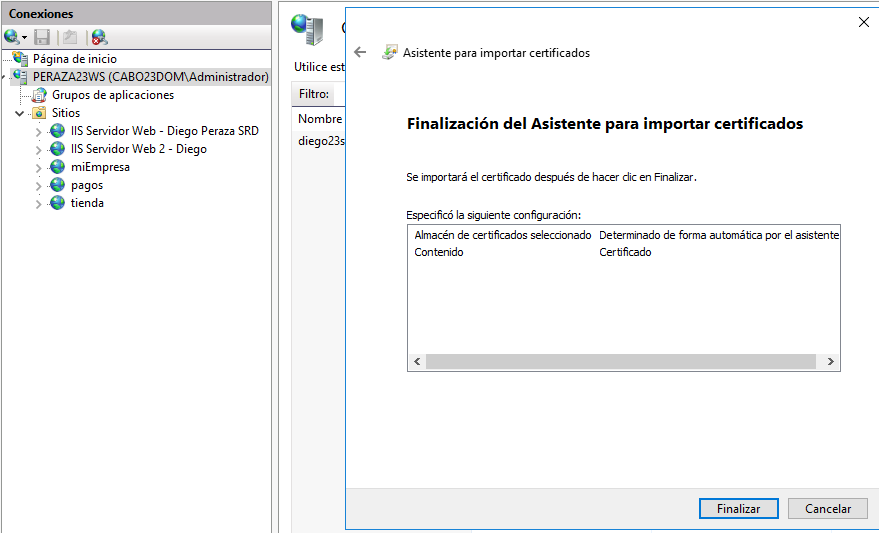 Conexiones
Página de inicio
PERAZA23WS (CABO23DOM\Administrador)
Grupos de aplicaciones
Sitios
IIS Servidor Web - Diego Peraza SRD
IIS Servidor Web 2 - Diego
miEmpresa
pagos
tienda
Utilice est
Filtro:
Nombre
diego23s
Asistente para importar certificados
Finalización del Asistente para importar certificados
Se importará el certificado después de hacer clic en Finalizar.
Especificó la siguiente configuración:
Almacén de certificados seleccionado Determinado de forma automática por el asistente
Contenido Certificado
Finalizar Cancelar